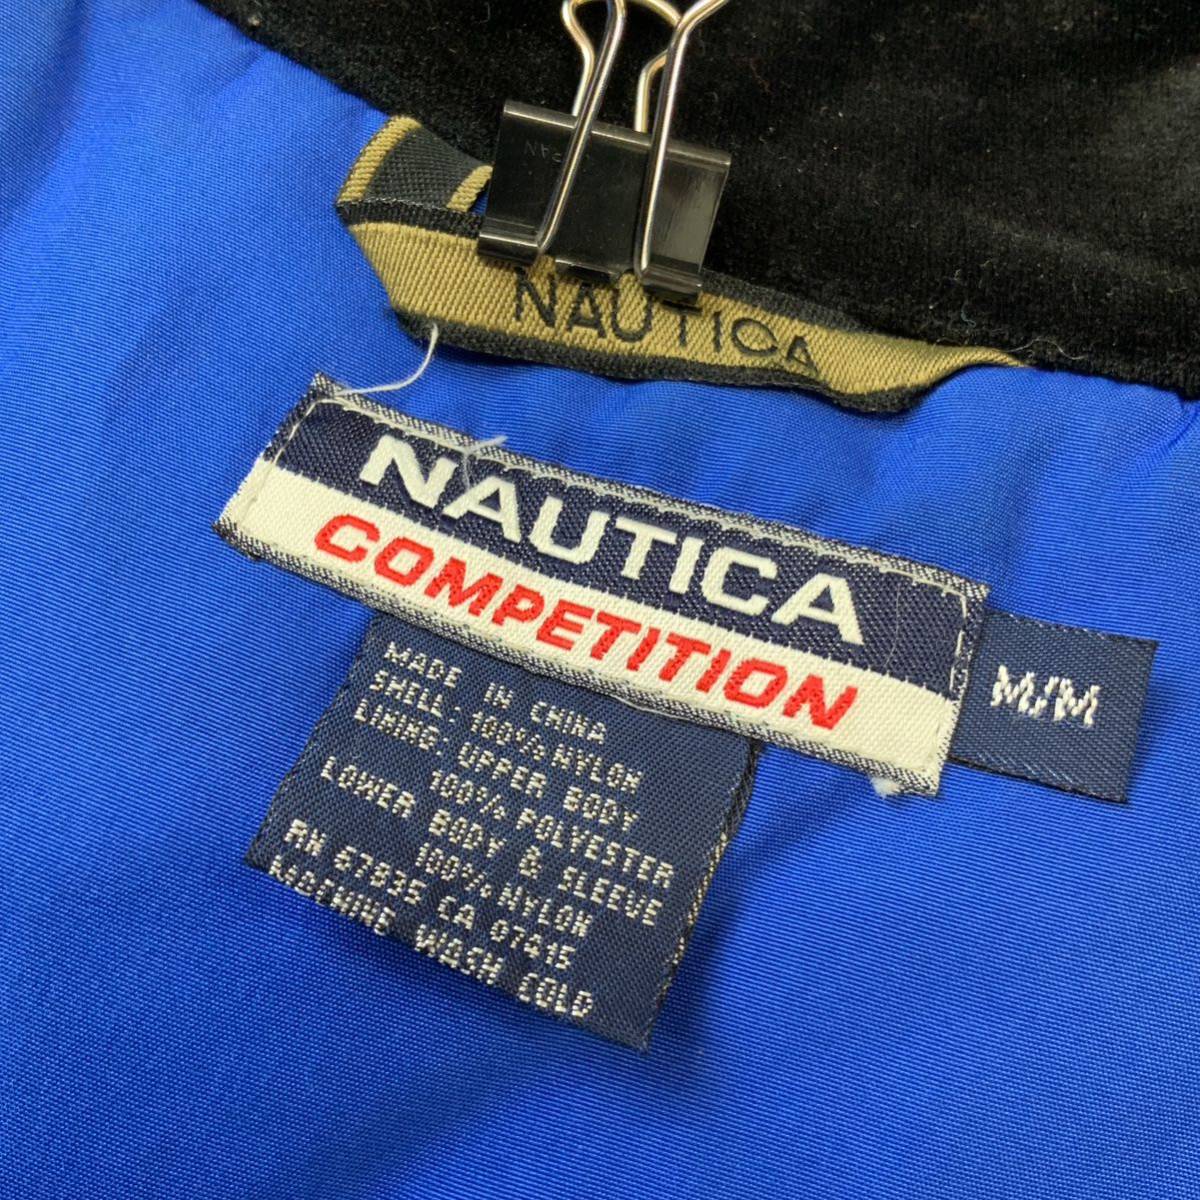 NAUTICA
NAUTICA
COMPETITION
M/M
MADE IN CHINA
SHELL: 100% NYLON
LINING, UPPER BODY
100% POLYESTER
LOWER BODY & SLEEVE
100% NYLON
RN 67835 CA 07415
MACHINE WASH COLD